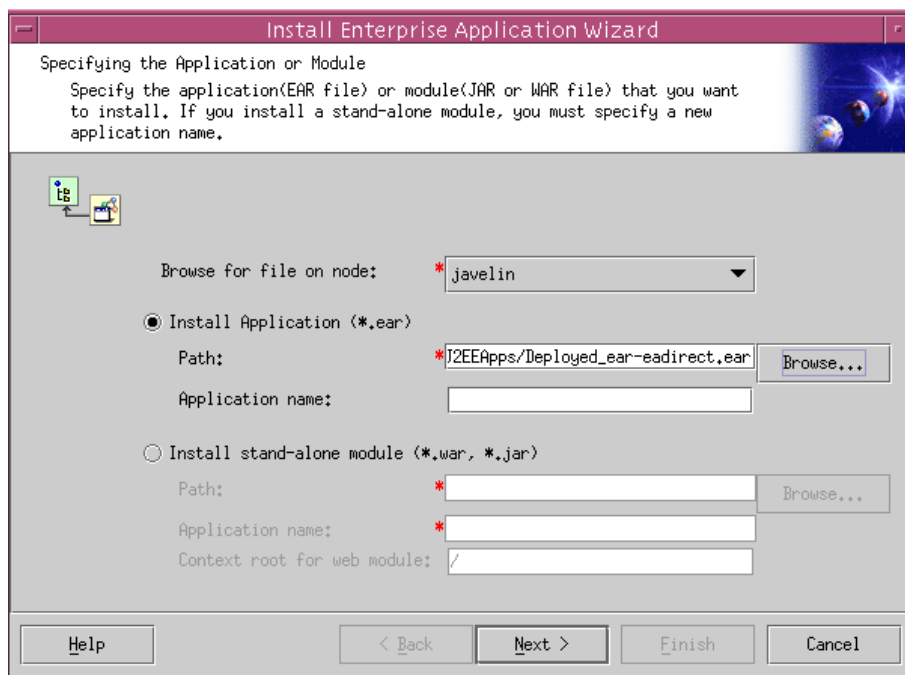 Install Enterprise Application Wizard
Specifying the Application or Module
Specify the application(EAR file) or module(JAR or WAR file) that you want
to install. If you install a stand-alone module, you must specify a new
application name.
Browse for file on node: *javelin
Install Application (*.ear)
Path: *J2EEApps/Deployed_ear-eadirect.ear Browse...
Application name:
Install stand-alone module (*.war, *.jar)
Path: * Browse...
Application name: *
Context root for web module: /
Help < Back Next > Finish Cancel